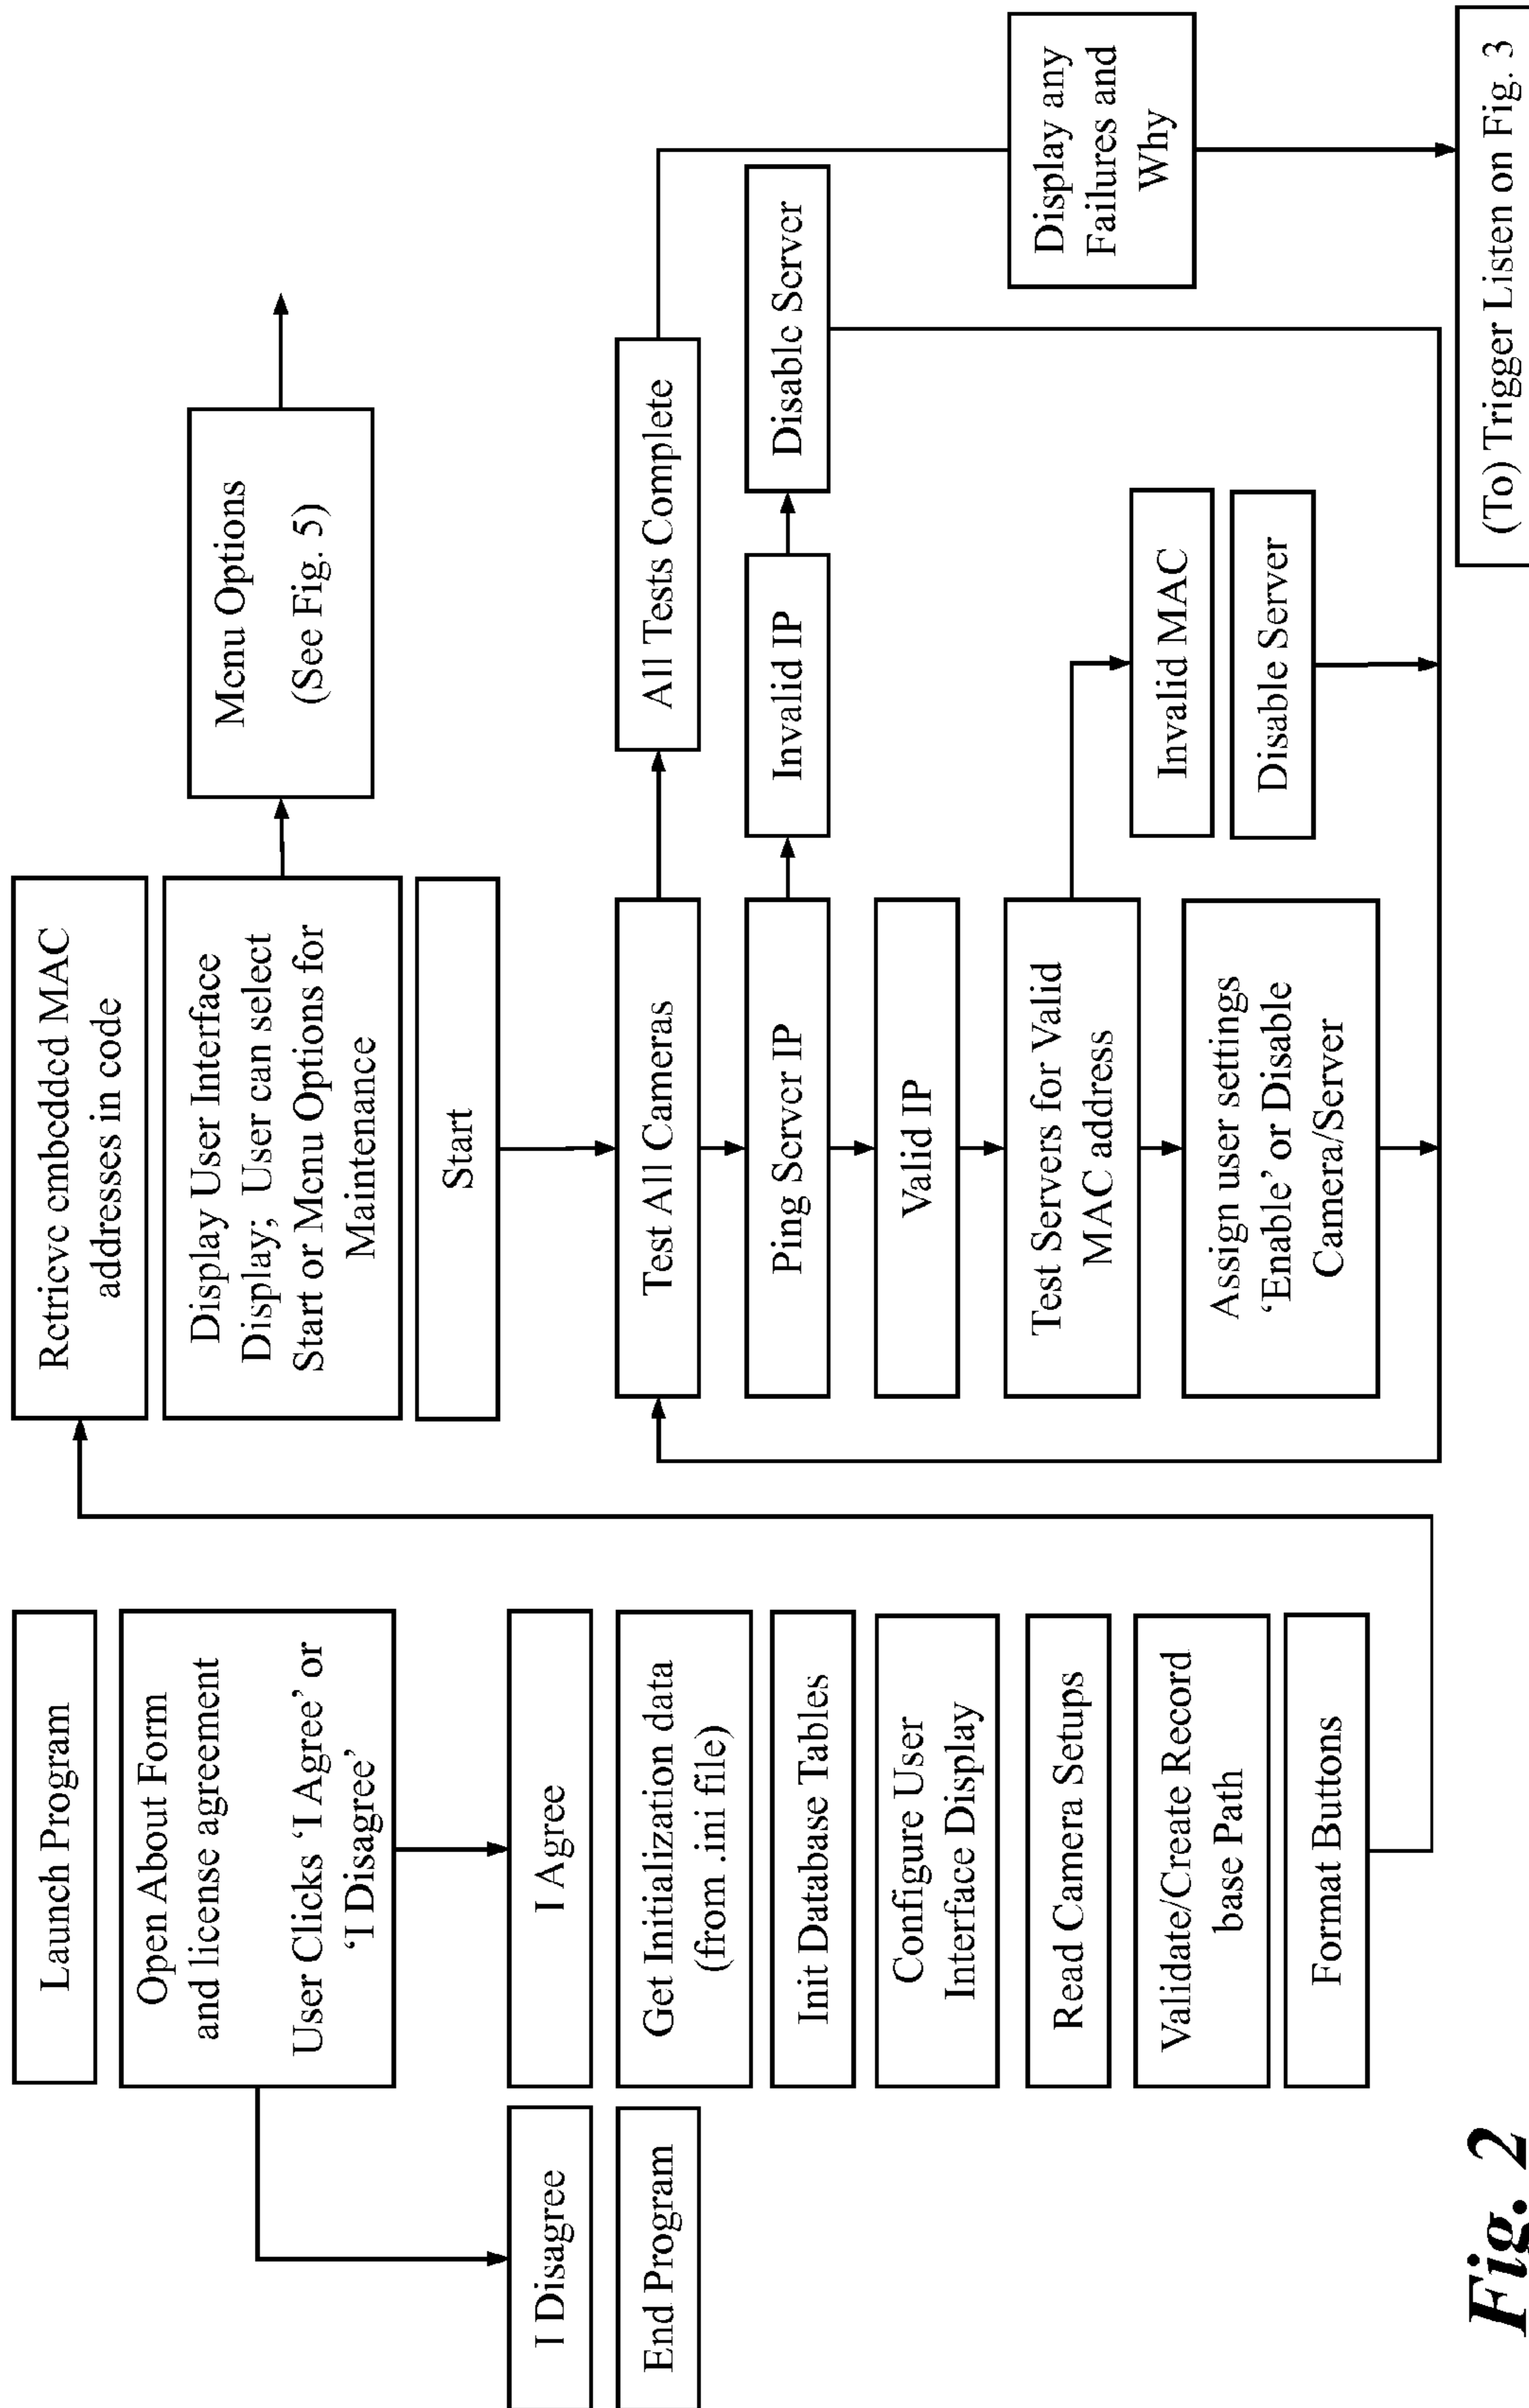 Launch Program
Open About Form
and license agreement
User Clicks ‘I Agree’ or
‘I Disagree’
I Disagree
End Program
I Agree
Get Initialization data
(from .ini file)
Init Database Tables
Configure User
Interface Display
Read Camera Setups
Validate/Create Record
base Path
Format Buttons
Retrieve embedded MAC
addresses in code
Display User Interface
Display; User can select
Start or Menu Options for
Maintenance
Menu Options
(See Fig. 5)
Start
Test All Cameras
All Tests Complete
Ping Server IP
Invalid IP
Disable Server
Valid IP
Test Servers for Valid
MAC address
Invalid MAC
Disable Server
Assign user settings
‘Enable’ or Disable
Camera/Server
Display any
Failures and
Why
(To) Trigger Listen on Fig. 3
Fig. 2